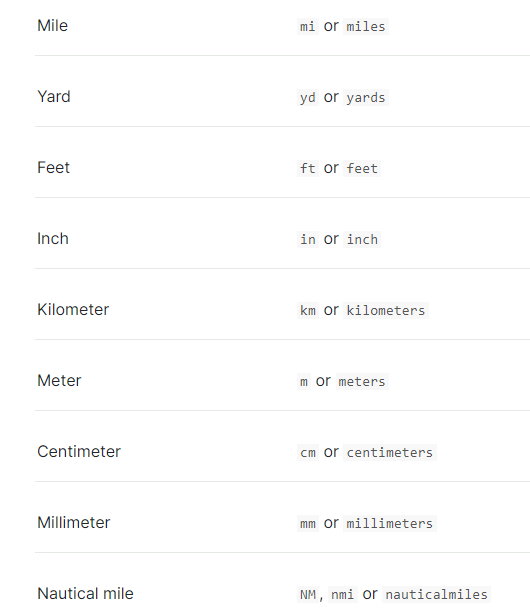 Mile mi or miles
Yard yd or yards
Feet ft or feet
Inch in or inch
Kilometer km or kilometers
Meter m or meters
Centimeter cm or centimeters
Millimeter mm or millimeters
Nautical mile NM, nmi or nauticalmiles